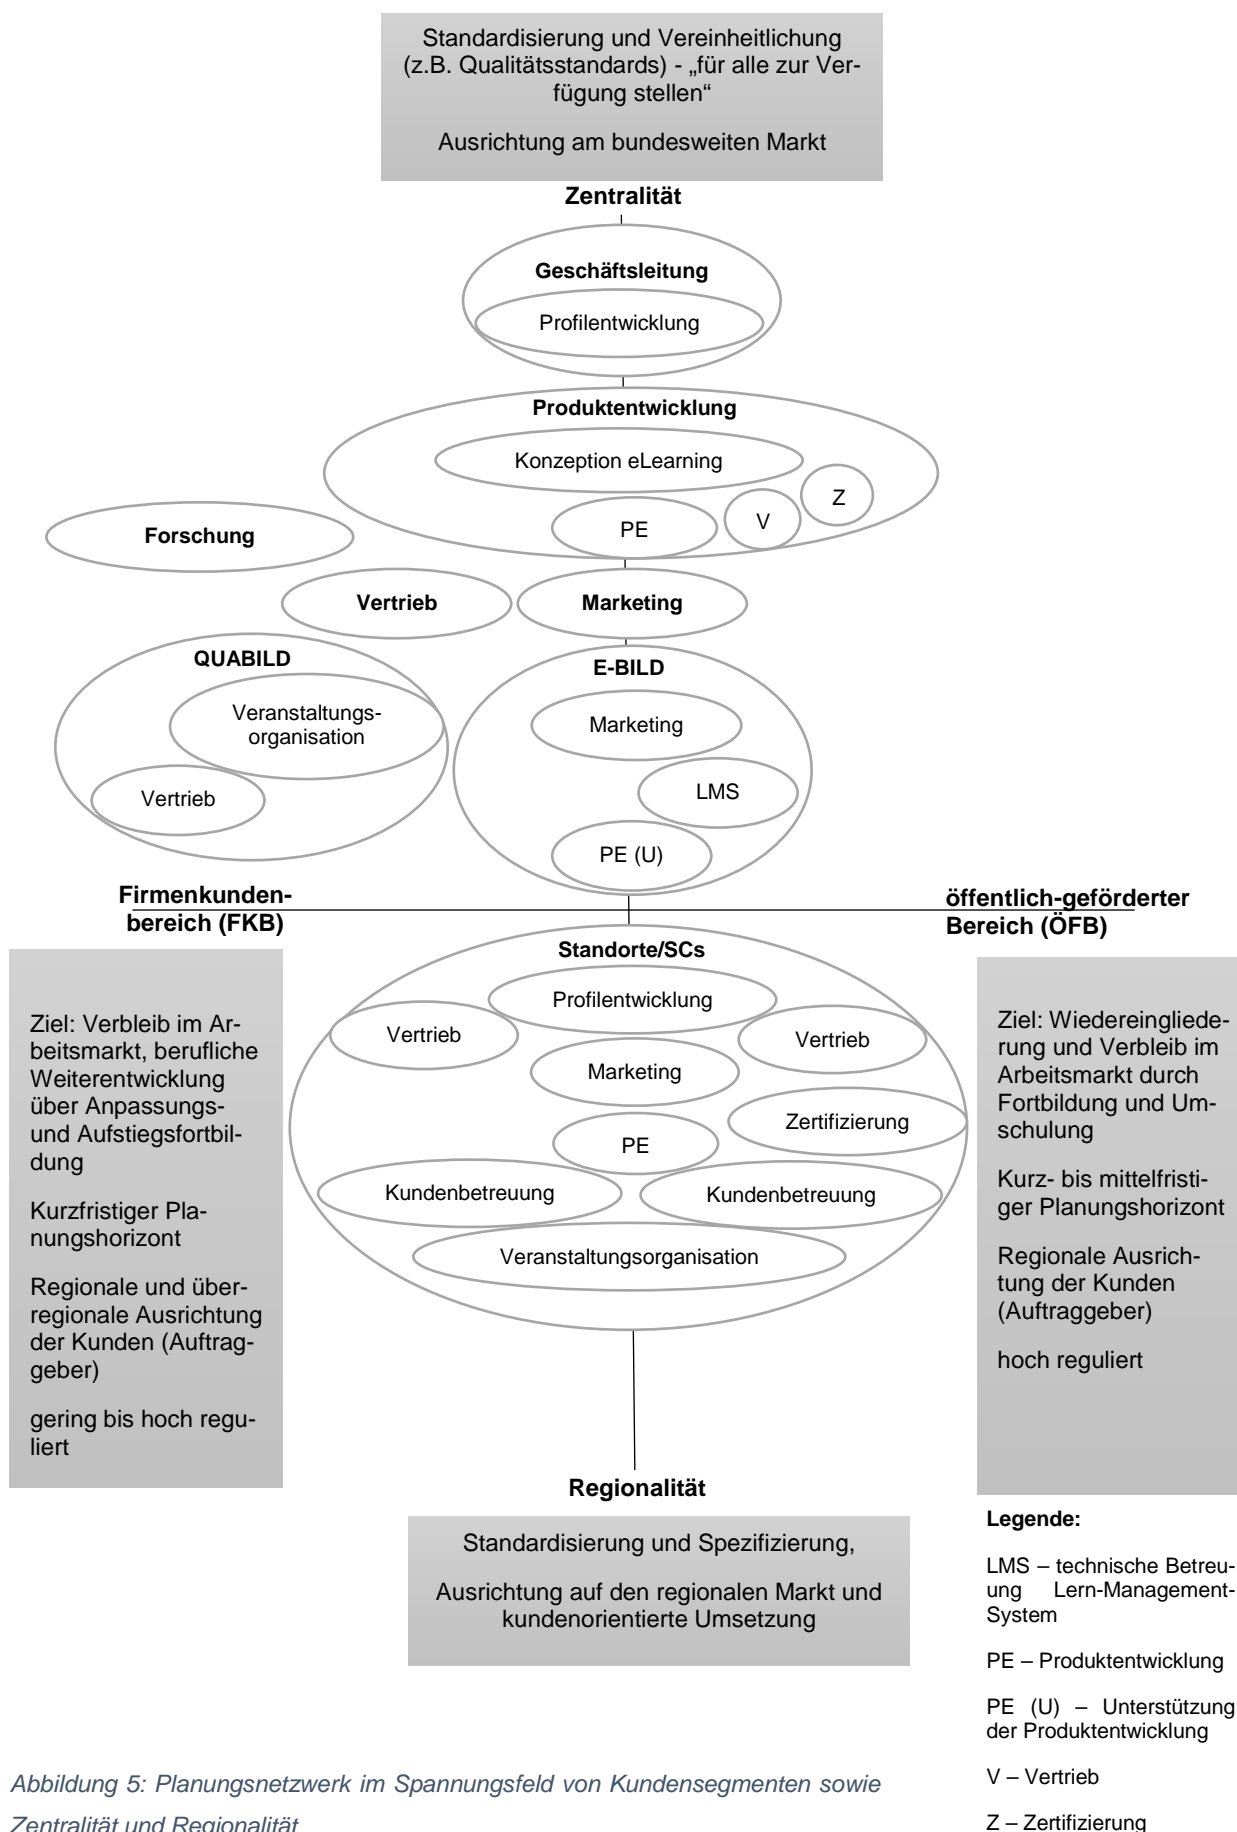 Standardisierung und Vereinheitlichung
(z.B. Qualitätsstandards) - „für alle zur Ver-
fügung stellen“
Ausrichtung am bundesweiten Markt
Zentralität
Geschäftsleitung
Profilentwicklung
Produktentwicklung
Konzeption eLearning
Z
V
PE
Forschung
Vertrieb
Marketing
QUABILD
Veranstaltungs-
organisation
Vertrieb
E-BILD
Marketing
LMS
PE (U)
Firmenkunden-
bereich (FKB)
öffentlich-geförderter
Bereich (ÖFB)
Standorte/SCs
Profilentwicklung
Vertrieb
Vertrieb
Marketing
Zertifizierung
PE
Kundenbetreuung
Kundenbetreuung
Veranstaltungsorganisation
Ziel: Verbleib im Ar-
beitsmarkt, berufliche
Weiterentwicklung
über Anpassungs-
und Aufstiegsfortbil-
dung
Kurzfristiger Pla-
nungshorizont
Regionale und über-
regionale Ausrichtung
der Kunden (Auftrag-
geber)
gering bis hoch regu-
liert
Ziel: Wiedereingliede-
rung und Verbleib im
Arbeitsmarkt durch
Fortbildung und Um-
schulung
Kurz- bis mittelfristi-
ger Planungshorizont
Regionale Ausrich-
tung der Kunden
(Auftraggeber)
hoch reguliert
Regionalität
Standardisierung und Spezifizierung,
Ausrichtung auf den regionalen Markt und
kundenorientierte Umsetzung
Legende:
LMS – technische Betreu-
ung Lern-Management-
System
PE – Produktentwicklung
PE (U) – Unterstützung
der Produktentwicklung
V – Vertrieb
Z – Zertifizierung
Abbildung 5: Planungsnetzwerk im Spannungsfeld von Kundensegmenten sowie
Zentralität und Regionalität